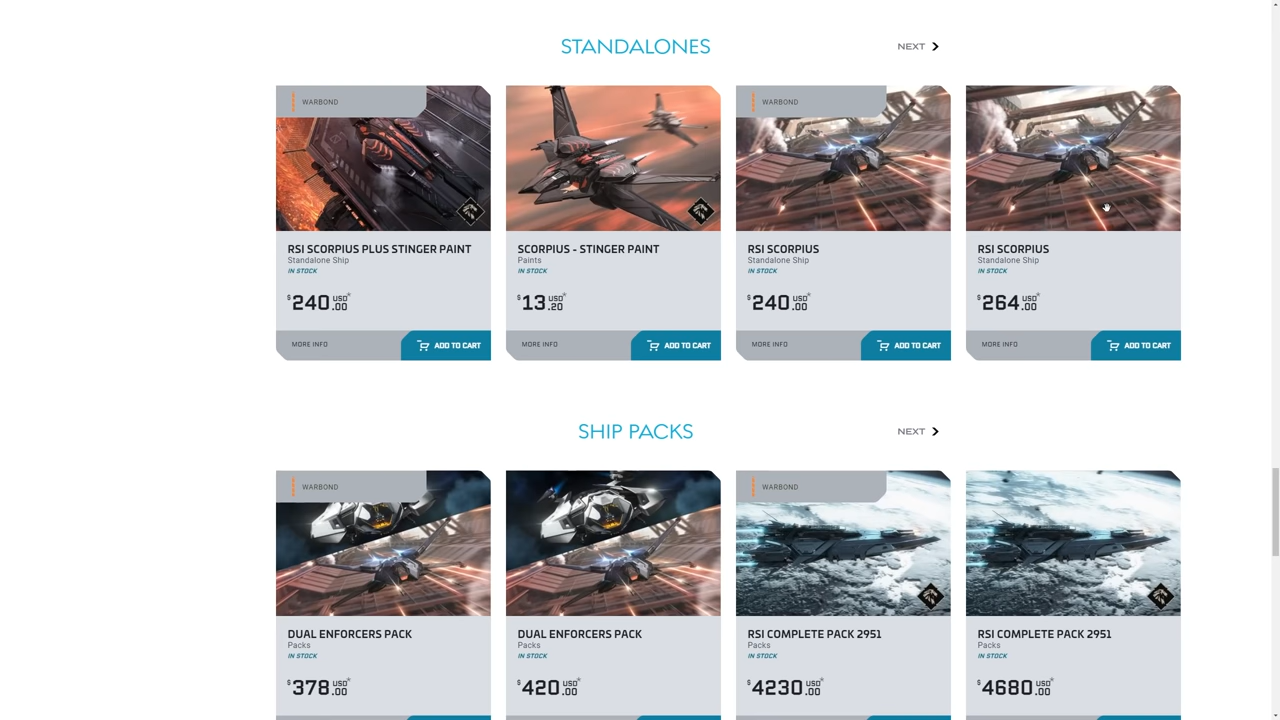 STANDALONES
NEXT
WARBOND
RSI SCORPIUS PLUS STINGER PAINT
Standalone Ship
IN STOCK
$240 USD* .00
MORE INFO
ADD TO CART
SCORPIUS - STINGER PAINT
Paints
IN STOCK
$13 USD* .20
MORE INFO
ADD TO CART
WARBOND
RSI SCORPIUS
Standalone Ship
IN STOCK
$240 USD* .00
MORE INFO
ADD TO CART
RSI SCORPIUS
Standalone Ship
IN STOCK
$264 USD* .00
MORE INFO
ADD TO CART
SHIP PACKS
NEXT
WARBOND
DUAL ENFORCERS PACK
Packs
IN STOCK
$378 USD* .00
DUAL ENFORCERS PACK
Packs
IN STOCK
$420 USD* .00
WARBOND
RSI COMPLETE PACK 2951
Packs
IN STOCK
$4230 USD* .00
RSI COMPLETE PACK 2951
Packs
IN STOCK
$4680 USD* .00